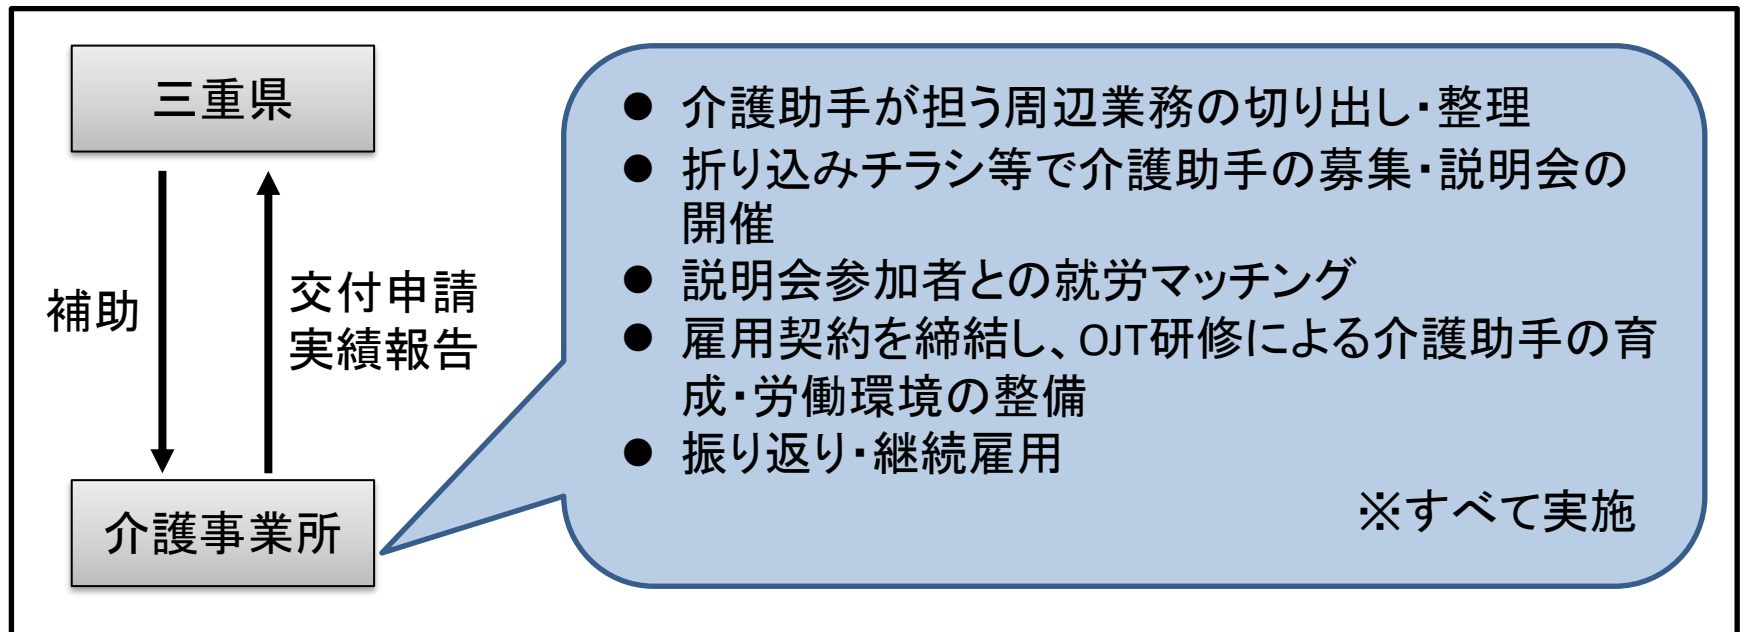 三重県
補助
交付申請
実績報告
介護事業所
● 介護助手が担う周辺業務の切り出し・整理
● 折り込みチラシ等で介護助手の募集・説明会の
開催
● 説明会参加者との就労マッチング
● 雇用契約を締結し、OJT研修による介護助手の育
成・労働環境の整備
● 振り返り・継続雇用
※すべて実施